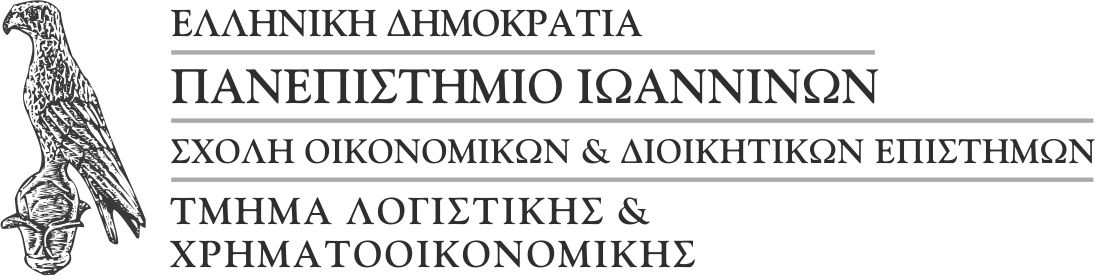 ΕΛΛΗΝΙΚΗ ΔΗΜΟΚΡΑΤΙΑ
ΠΑΝΕΠΙΣΤΗΜΙΟ ΙΩΑΝΝΙΝΩΝ
ΣΧΟΛΗ ΟΙΚΟΝΟΜΙΚΩΝ & ΔΙΟΙΚΗΤΙΚΩΝ ΕΠΙΣΤΗΜΩΝ
ΤΜΗΜΑ ΛΟΓΙΣΤΙΚΗΣ &
ΧΡΗΜΑΤΟΟΙΚΟΝΟΜΙΚΗΣ